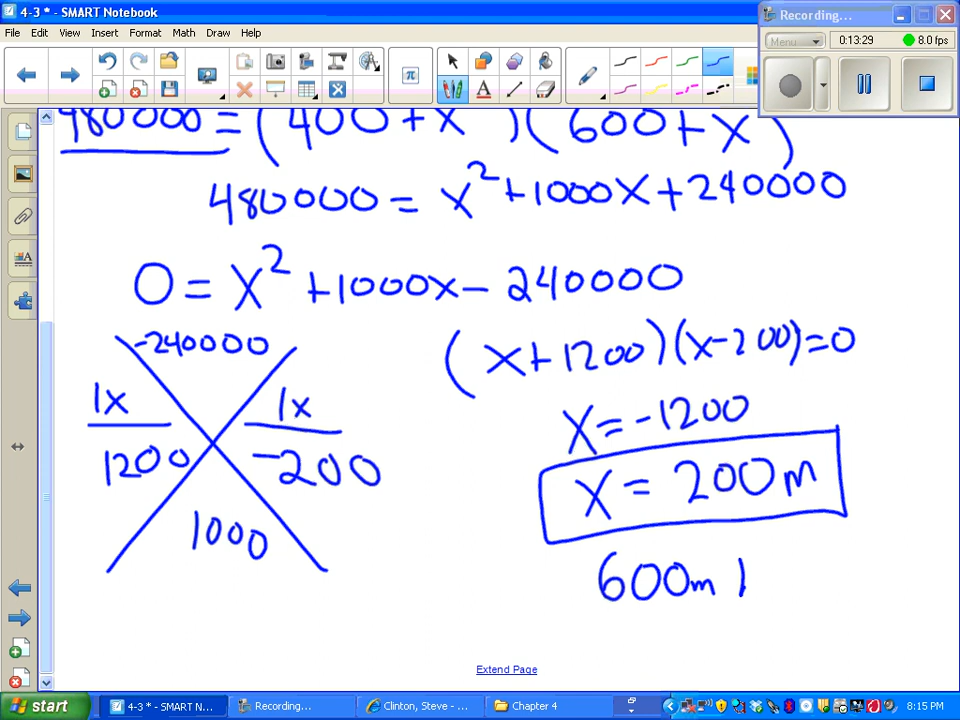 4-3 * - SMART Notebook
Recording...
File Edit View Insert Format Math Draw Help
Menu
0:13:29
8.0 fps
π
A
480000 = (400 + x)(600 + x)
480000 = x² + 1000x + 240000
0 = x² + 1000x - 240000
-240000
(x + 1200)(x - 200) = 0
1x
1x
x = -1200
1200
-200
x = 200m
1000
600m
Extend Page
start
4-3 * - SMART N...
Recording...
Clinton, Steve - ...
Chapter 4
8:15 PM